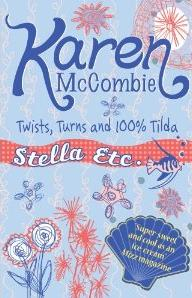 Karen
McCombie
Twists, Turns and 100% Tilda
Stella Etc.
'Super-sweet
and cool as an
ice cream'
Mizz magazine